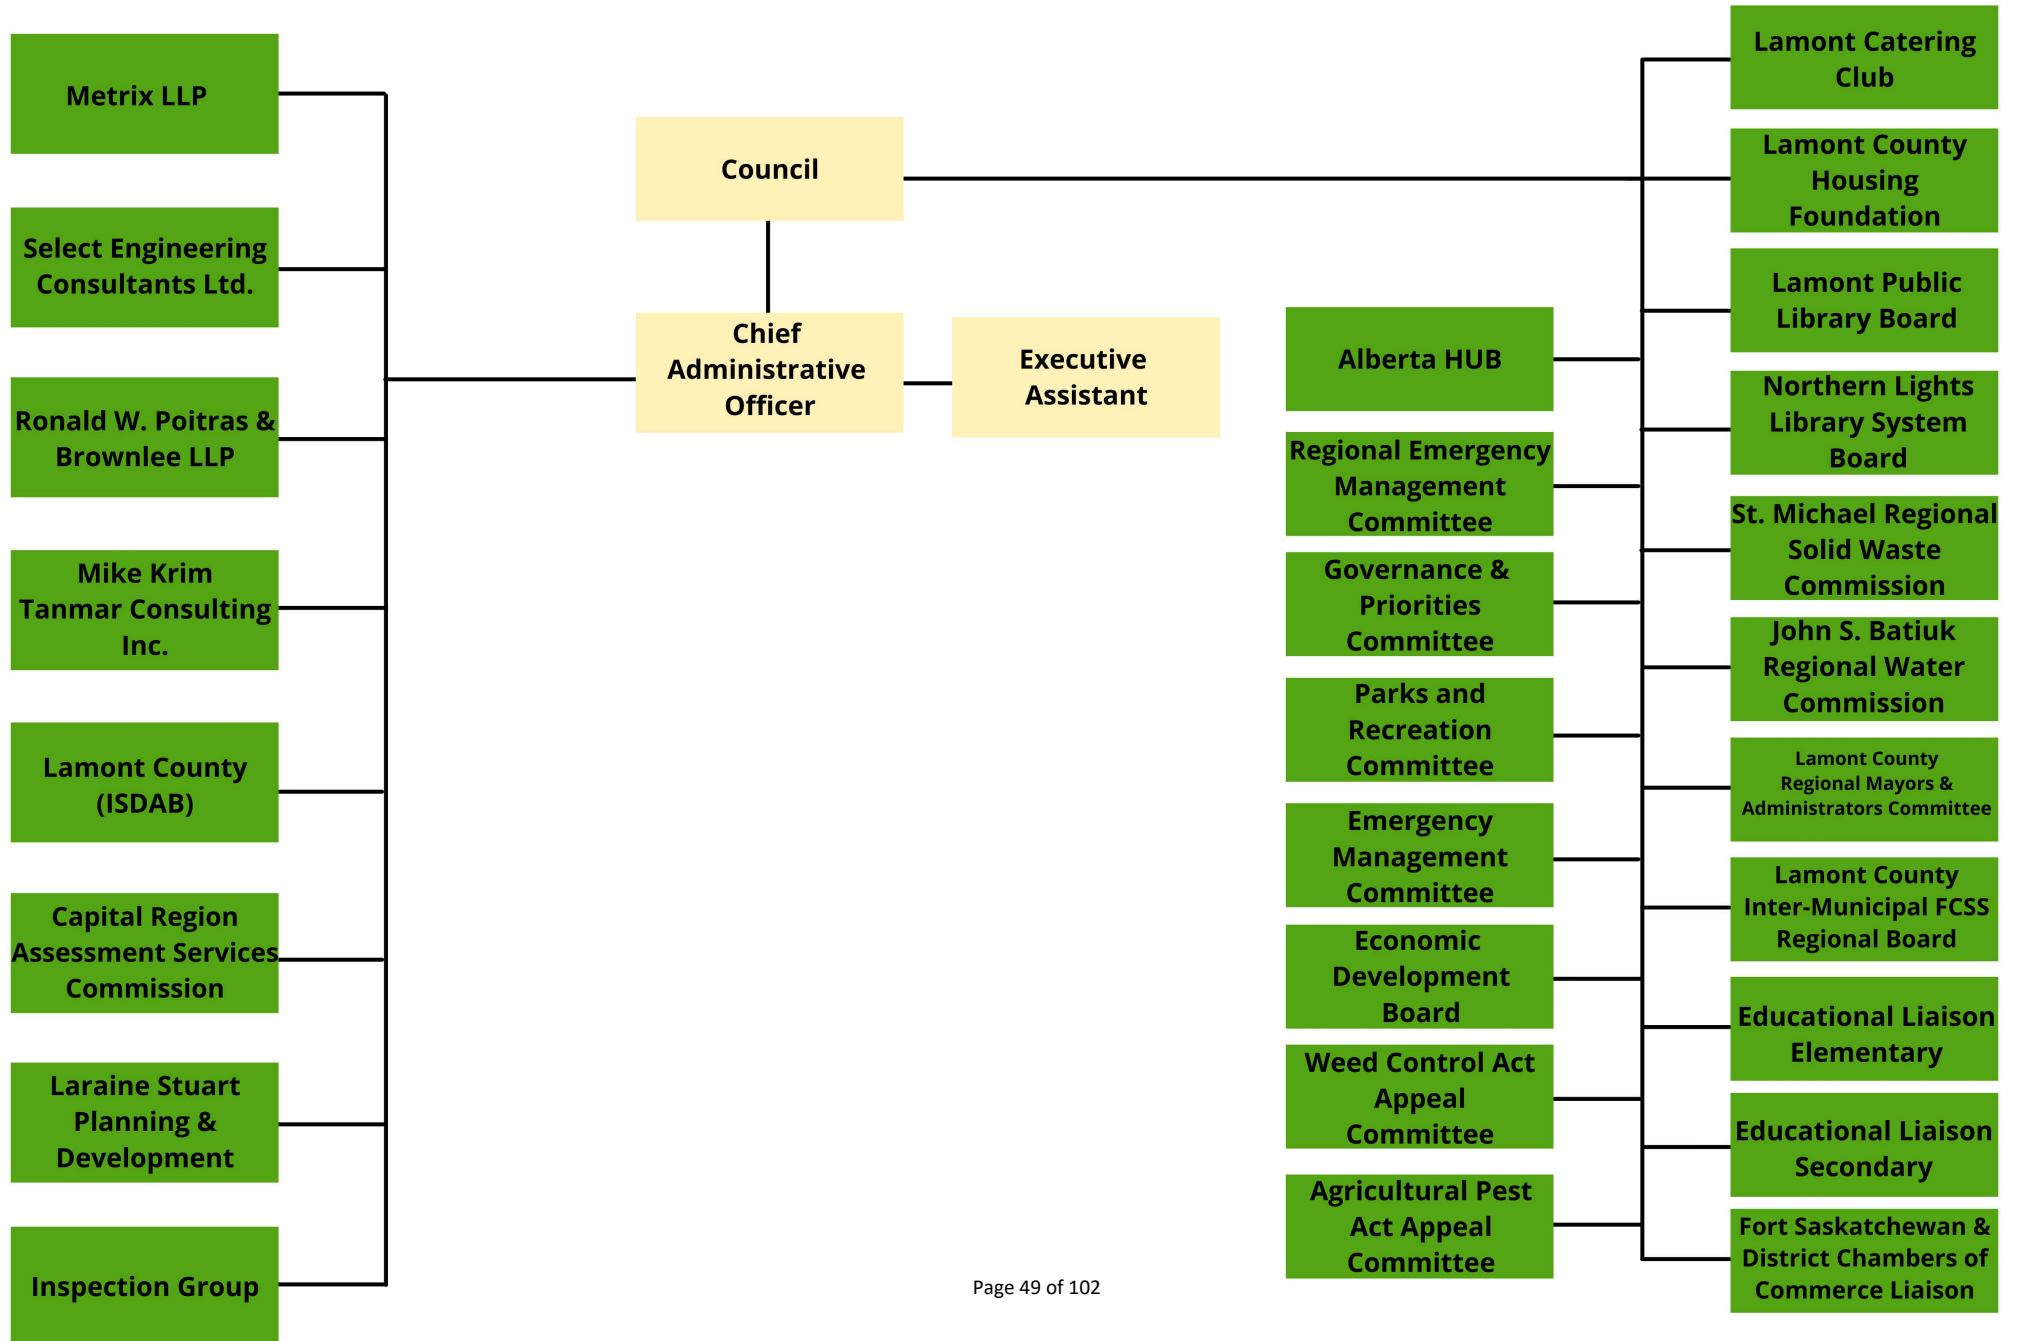 Metrix LLP
Select Engineering
Consultants Ltd.
Ronald W. Poitras &
Brownlee LLP
Mike Krim
Tanmar Consulting
Inc.
Lamont County
(ISDAB)
Capital Region
Assessment Services
Commission
Laraine Stuart
Planning &
Development
Inspection Group
Council
Chief
Administrative
Officer
Executive
Assistant
Alberta HUB
Regional Emergency
Management
Committee
Governance &
Priorities
Committee
Parks and
Recreation
Committee
Emergency
Management
Committee
Economic
Development
Board
Weed Control Act
Appeal
Committee
Agricultural Pest
Act Appeal
Committee
Lamont Catering
Club
Lamont County
Housing
Foundation
Lamont Public
Library Board
Northern Lights
Library System
Board
St. Michael Regional
Solid Waste
Commission
John S. Batiuk
Regional Water
Commission
Lamont County
Regional Mayors &
Administrators Committee
Lamont County
Inter-Municipal FCSS
Regional Board
Educational Liaison
Elementary
Educational Liaison
Secondary
Fort Saskatchewan &
District Chambers of
Commerce Liaison
Page 49 of 102